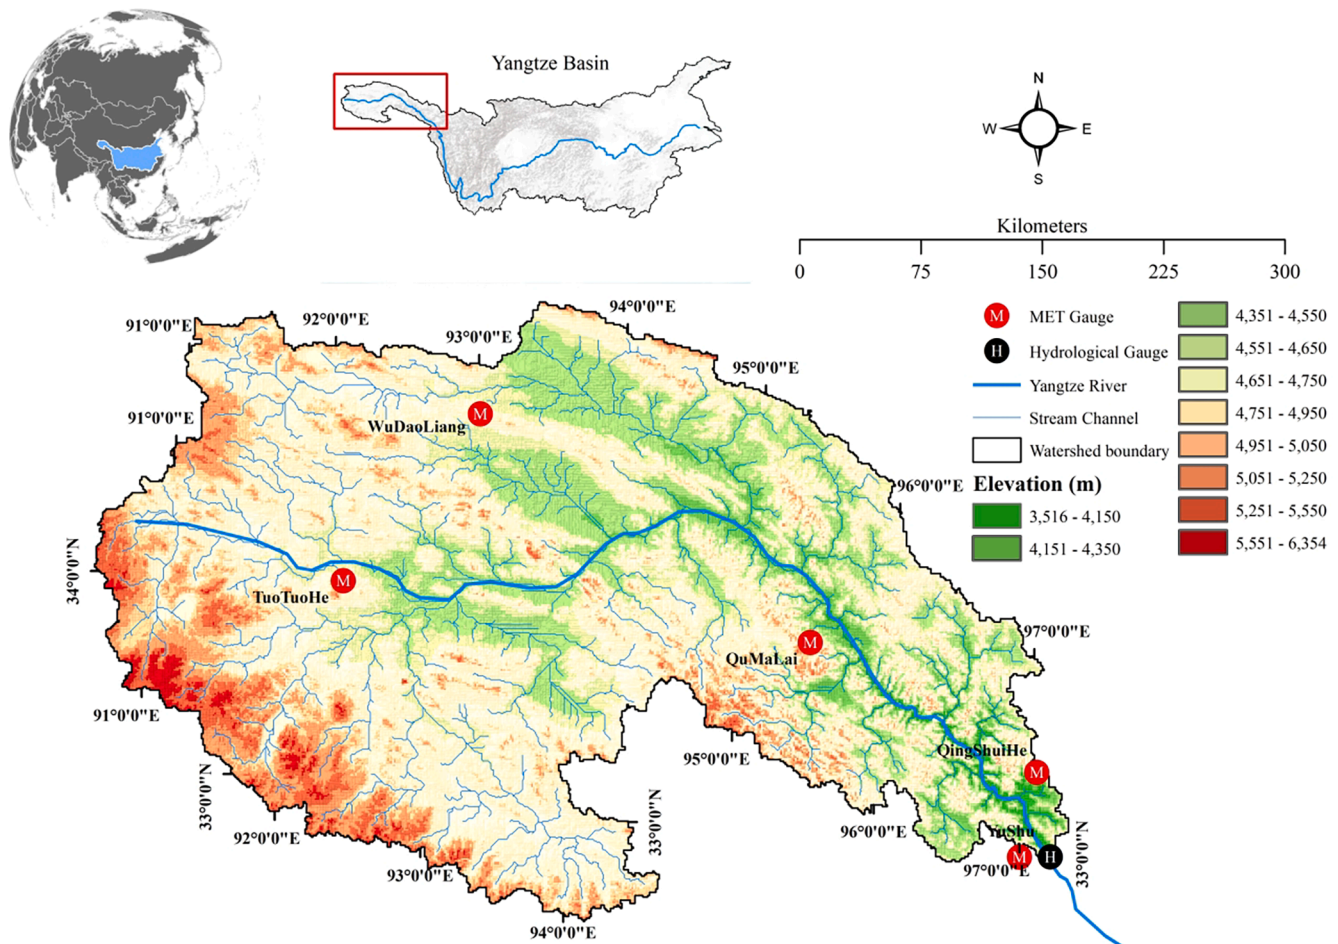 Yangtze Basin
N
W
E
S
Kilometers
0
75
150
225
300
M MET Gauge
H Hydrological Gauge
Yangtze River
Stream Channel
Watershed boundary
Elevation (m)
3,516 - 4,150
4,151 - 4,350
4,351 - 4,550
4,551 - 4,650
4,651 - 4,750
4,751 - 4,950
4,951 - 5,050
5,051 - 5,250
5,251 - 5,550
5,551 - 6,354
91°0'0"E
92°0'0"E
93°0'0"E
94°0'0"E
95°0'0"E
91°0'0"E
M
WuDaoLiang
96°0'0"E
34°0'0"N
M
TuoTuoHe
97°0'0"E
M
QuMaLai
91°0'0"E
95°0'0"E
QingShuiHe
M
33°0'0"N
92°0'0"E
33°0'0"N
96°0'0"E
YuShu
M
H
97°0'0"E
33°0'0"N
93°0'0"E
94°0'0"E